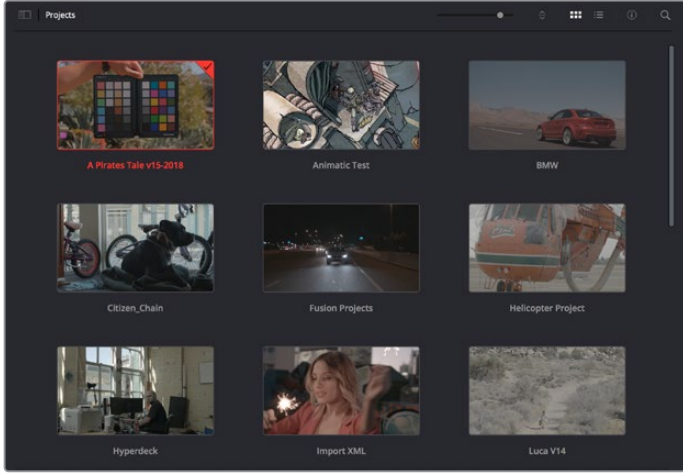 Projects
A Pirates Tale v15-2018
Animatic Test
BMW
Citizen_Chain
Fusion Projects
Helicopter Project
Hyperdeck
Import XML
Luca V14